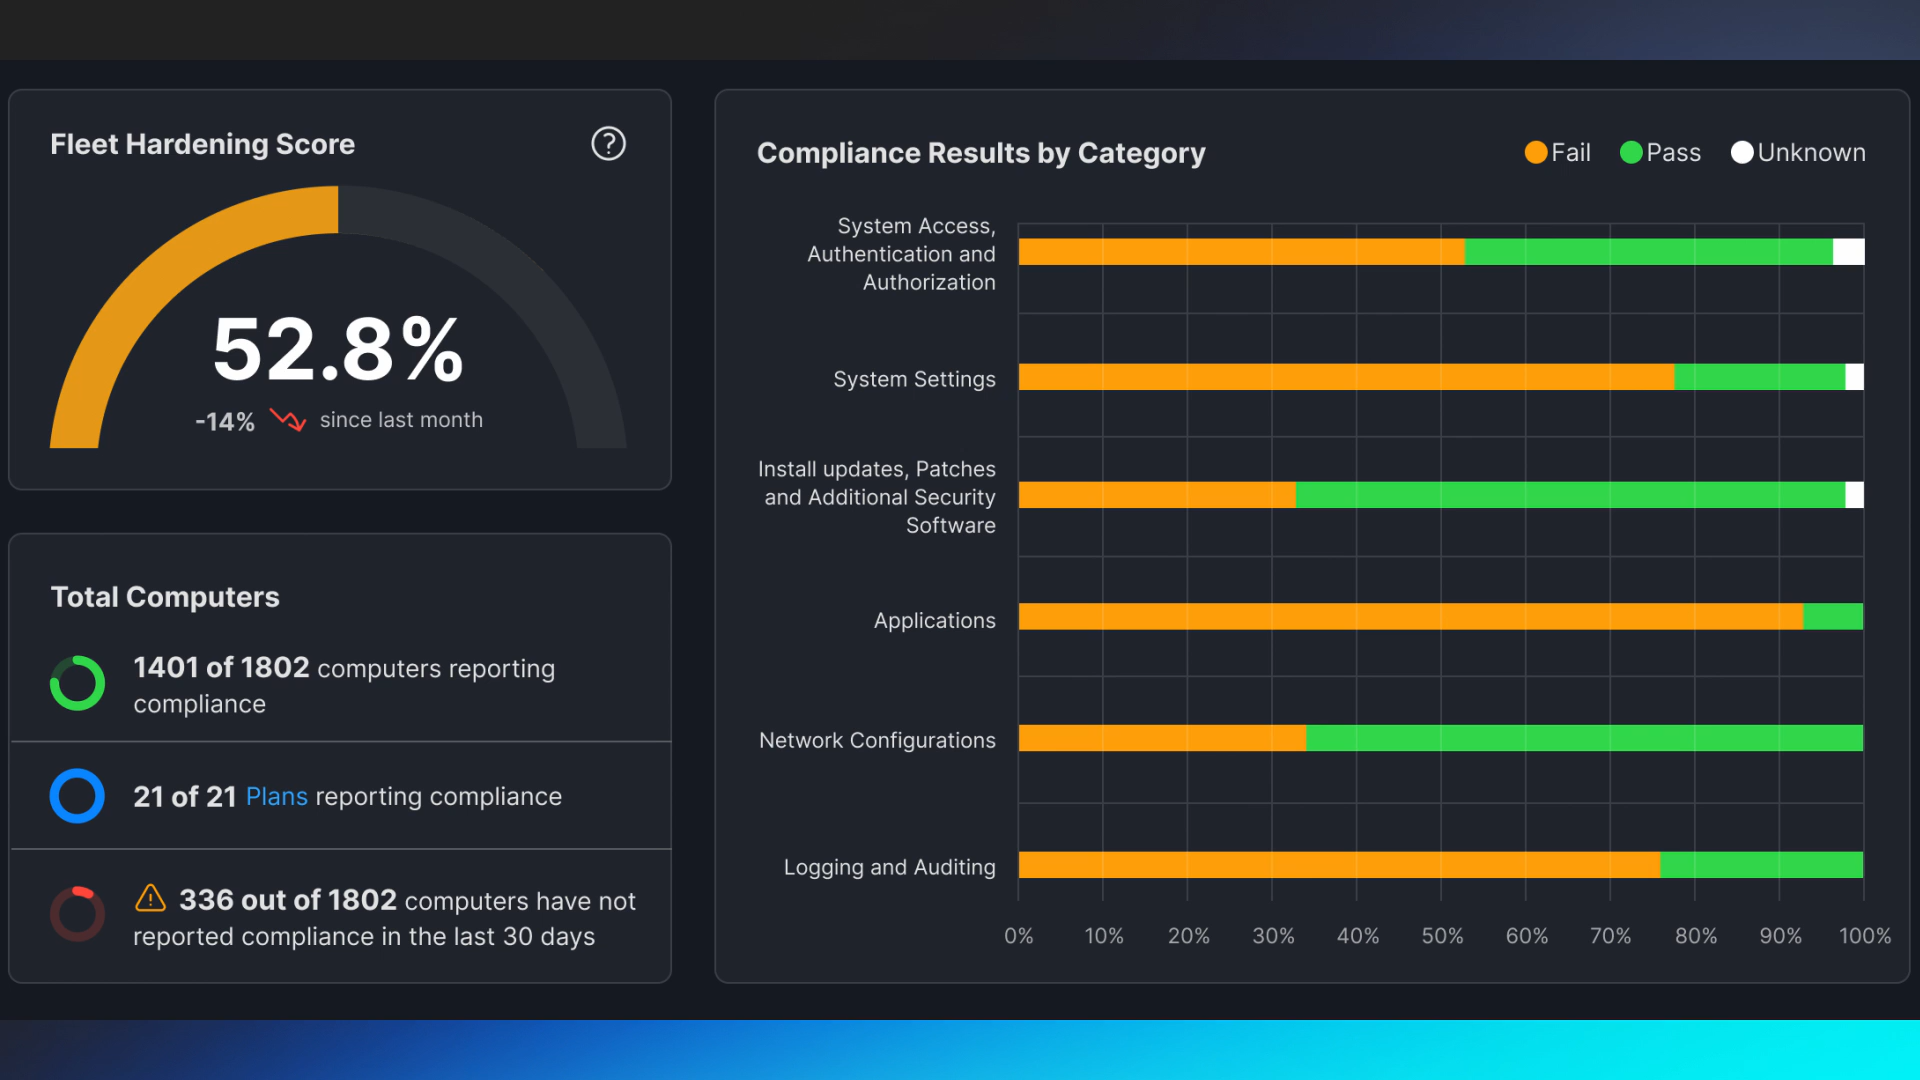 Fleet Hardening Score
52.8%
-14% since last month
Total Computers
1401 of 1802 computers reporting
compliance
21 of 21 Plans reporting compliance
336 out of 1802 computers have not
reported compliance in the last 30 days
Compliance Results by Category
Fail Pass Unknown
System Access,
Authentication and
Authorization
System Settings
Install updates, Patches
and Additional Security
Software
Applications
Network Configurations
Logging and Auditing
0% 10% 20% 30% 40% 50% 60% 70% 80% 90% 100%